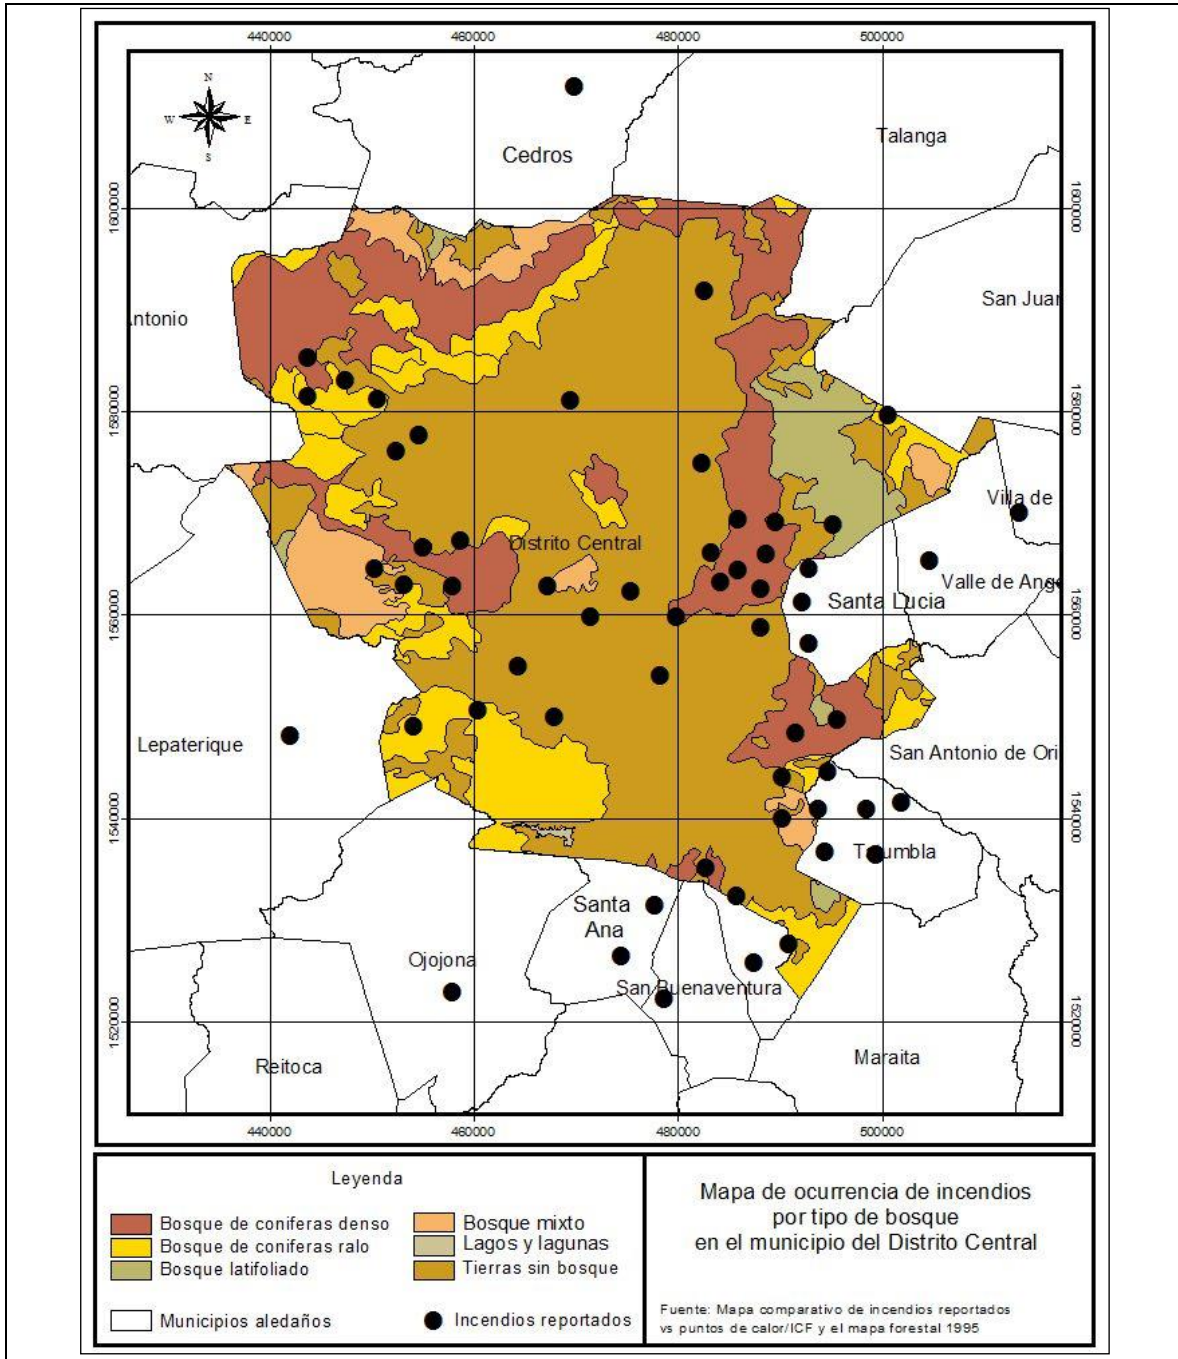 440000 460000 480000 500000
N
W E
S
Cedros
Talanga
1600000 1600000
San Juan
ntonio
1580000 1580000
Villa de
Distrito Central
Valle de Ange
Santa Lucia
1560000 1560000
Lepaterique
San Antonio de Ori
1540000 1540000
Tatumbla
Santa
Ana
Ojojona
San Buenaventura
1520000 1520000
Reitoca
Maraita
440000 460000 480000 500000
Leyenda
Bosque de coniferas denso
Bosque de coniferas ralo
Bosque latifoliado
Bosque mixto
Lagos y lagunas
Tierras sin bosque
Municipios aledaños
Incendios reportados
Mapa de ocurrencia de incendios
por tipo de bosque
en el municipio del Distrito Central
Fuente: Mapa comparativo de incendios reportados
vs puntos de calor/ICF y el mapa forestal 1995